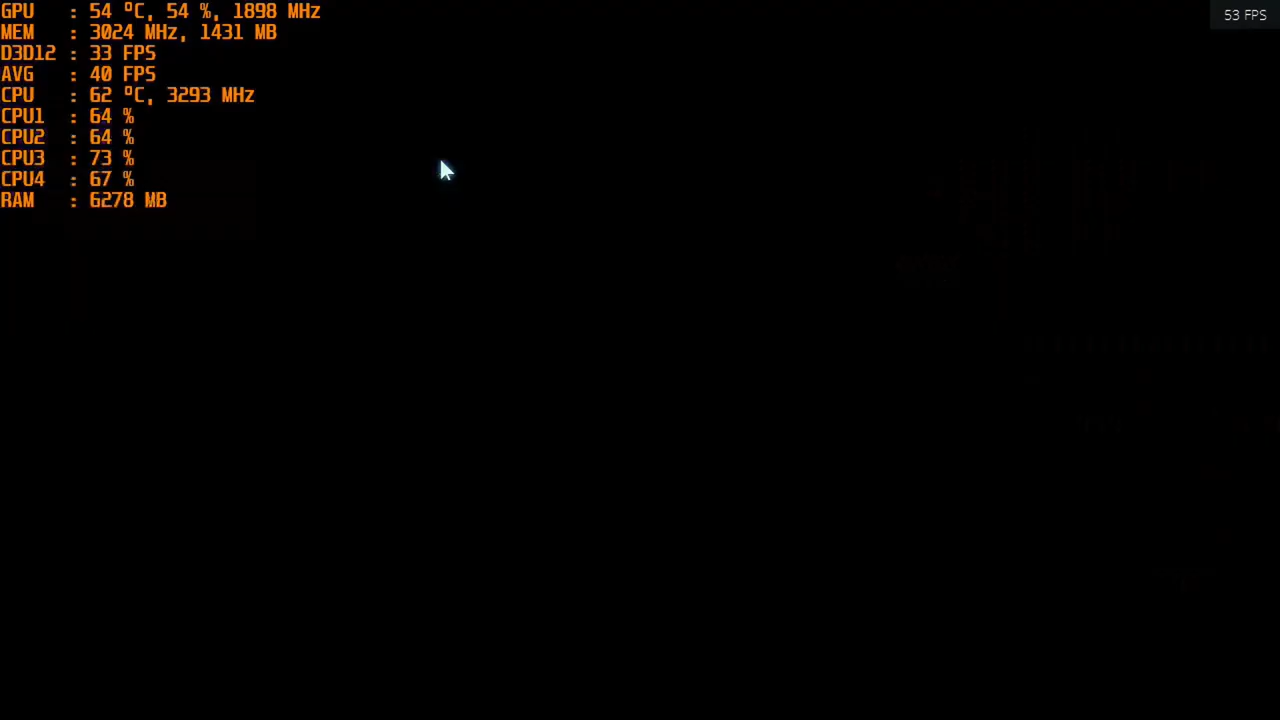 GPU : 54 °C, 54 %, 1898 MHz
53 FPS
MEM : 3024 MHz, 1431 MB
D3D12 : 33 FPS
AVG : 40 FPS
CPU : 62 °C, 3293 MHz
CPU1 : 64 %
CPU2 : 64 %
CPU3 : 73 %
CPU4 : 67 %
RAM : 6278 MB